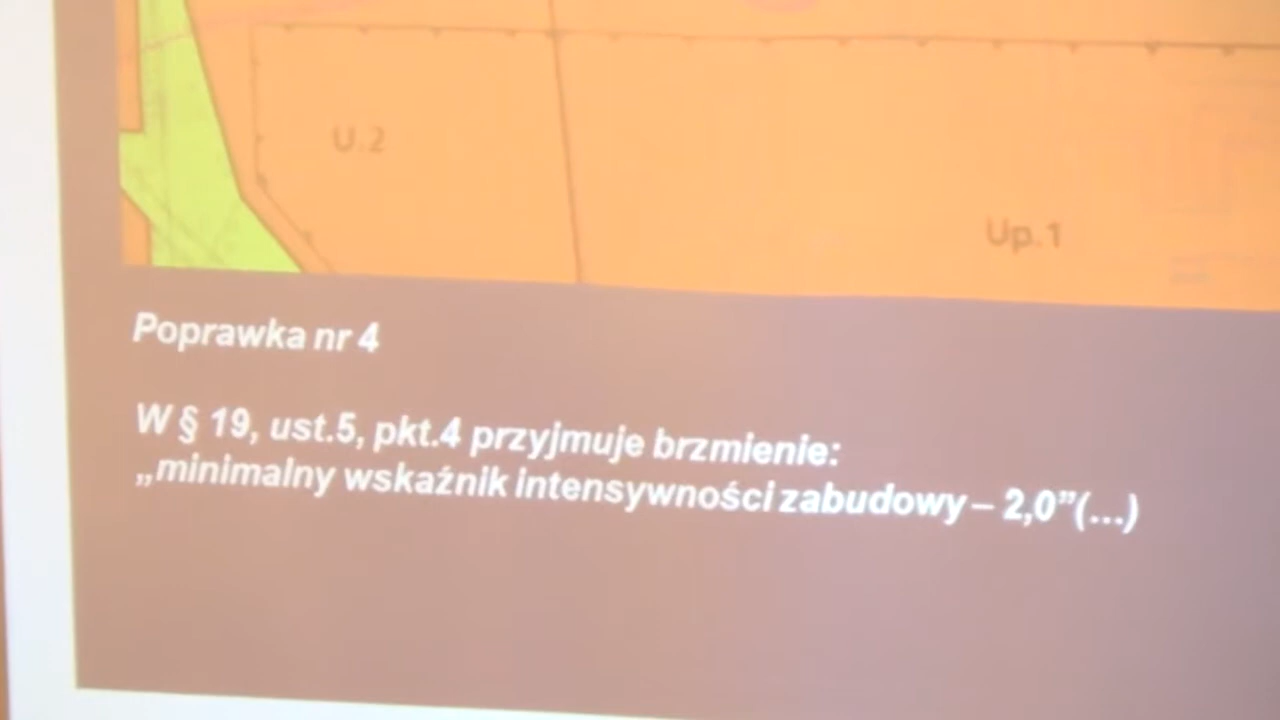 U.2
Up.1
Poprawka nr 4
W § 19, ust.5, pkt.4 przyjmuje brzmienie:
„minimalny wskaźnik intensywności zabudowy – 2,0”(...)